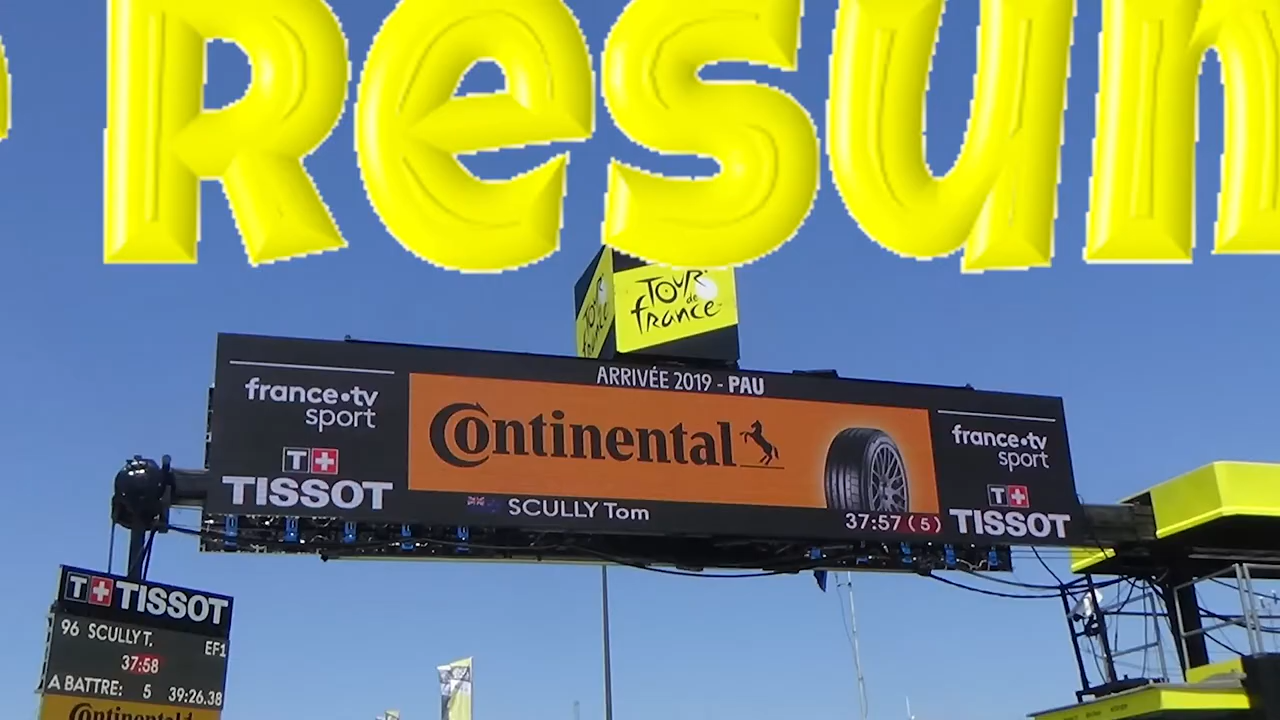 Resum
TOUR
de
france
ARRIVÉE 2019 - PAU
france•tv
sport
T+
TISSOT
Continental
france•tv
sport
T+
TISSOT
SCULLY Tom
37:57 (5)
T+ TISSOT
96 SCULLY T. EF1
37:58
A BATTRE: 5 39:26.38
Continental